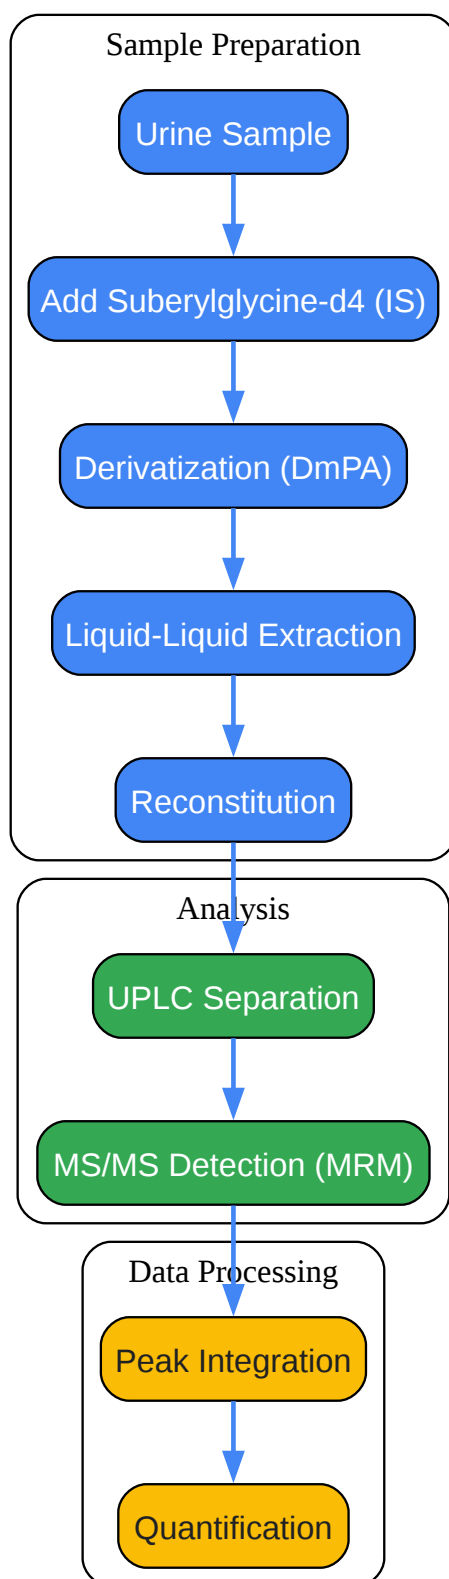 Sample Preparation
Urine Sample
Add Suberylglycine-d4 (IS)
Derivatization (DmPA)
Liquid-Liquid Extraction
Reconstitution
Analysis
UPLC Separation
MS/MS Detection (MRM)
Data Processing
Peak Integration
Quantification